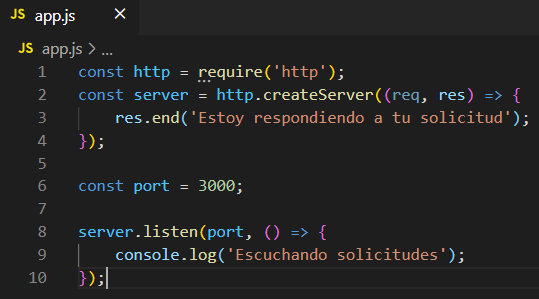 JS app.js ×
JS app.js > ...
1 const http = require('http');
2 const server = http.createServer((req, res) => {
3     res.end('Estoy respondiendo a tu solicitud');
4 });
5
6 const port = 3000;
7
8 server.listen(port, () => {
9     console.log('Escuchando solicitudes');
10 });